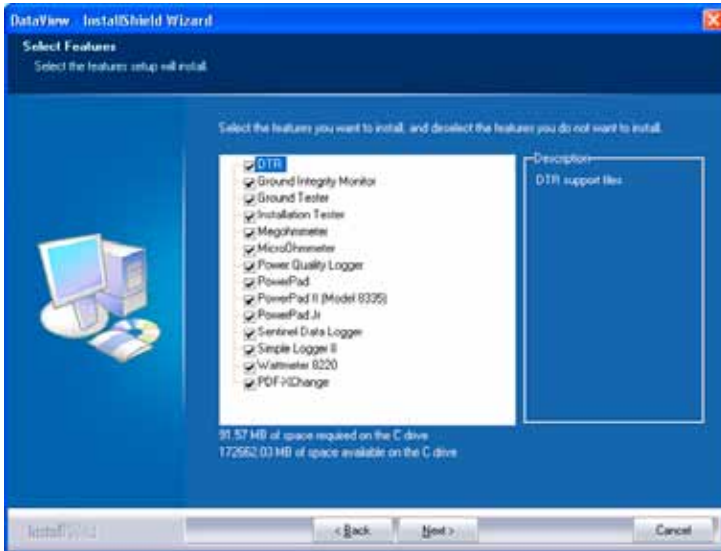 DataView - InstallShield Wizard
Select Features
Select the features setup will install.
Select the features you want to install, and deselect the features you do not want to install.
DTR
Ground Integrity Monitor
Ground Tester
Installation Tester
Megohmmeter
MicroOhmmeter
Power Quality Logger
PowerPad
PowerPad II (Model 8335)
PowerPad Jr
Sentinel Data Logger
Simple Logger II
Wattmeter 8220
PDF-XChange
Description
DTR support files
91.57 MB of space required on the C drive
172662.03 MB of space available on the C drive
InstallShield
< Back
Next >
Cancel